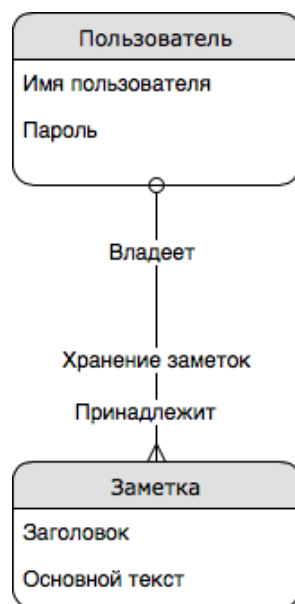 Пользователь
Имя пользователя
Пароль
Владеет
Хранение заметок
Принадлежит
Заметка
Заголовок
Основной текст